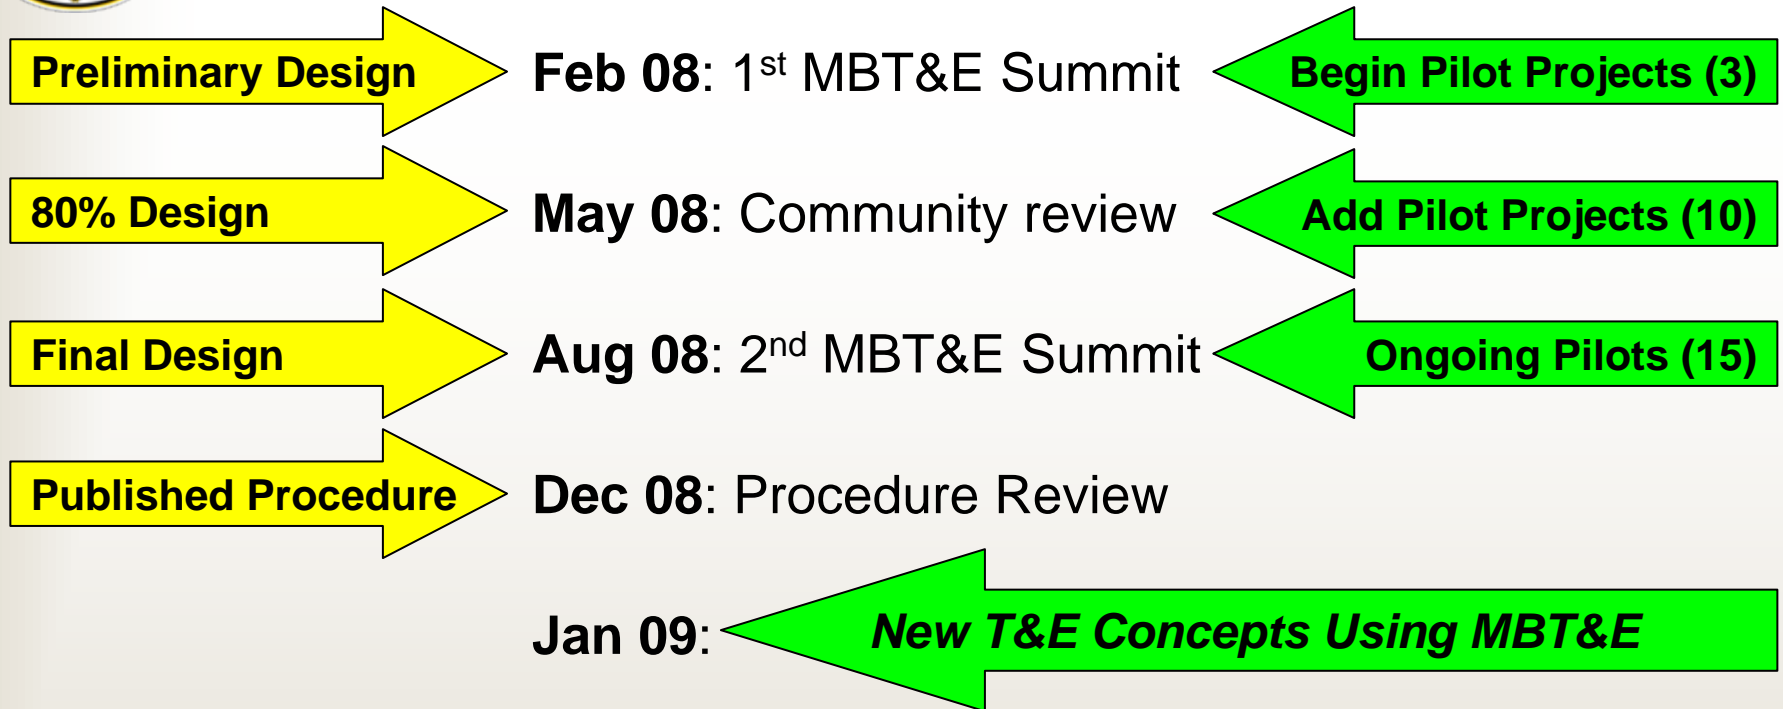 Preliminary Design Feb 08: 1st MBT&E Summit Begin Pilot Projects (3)
80% Design May 08: Community review Add Pilot Projects (10)
Final Design Aug 08: 2nd MBT&E Summit Ongoing Pilots (15)
Published Procedure Dec 08: Procedure Review
Jan 09: New T&E Concepts Using MBT&E